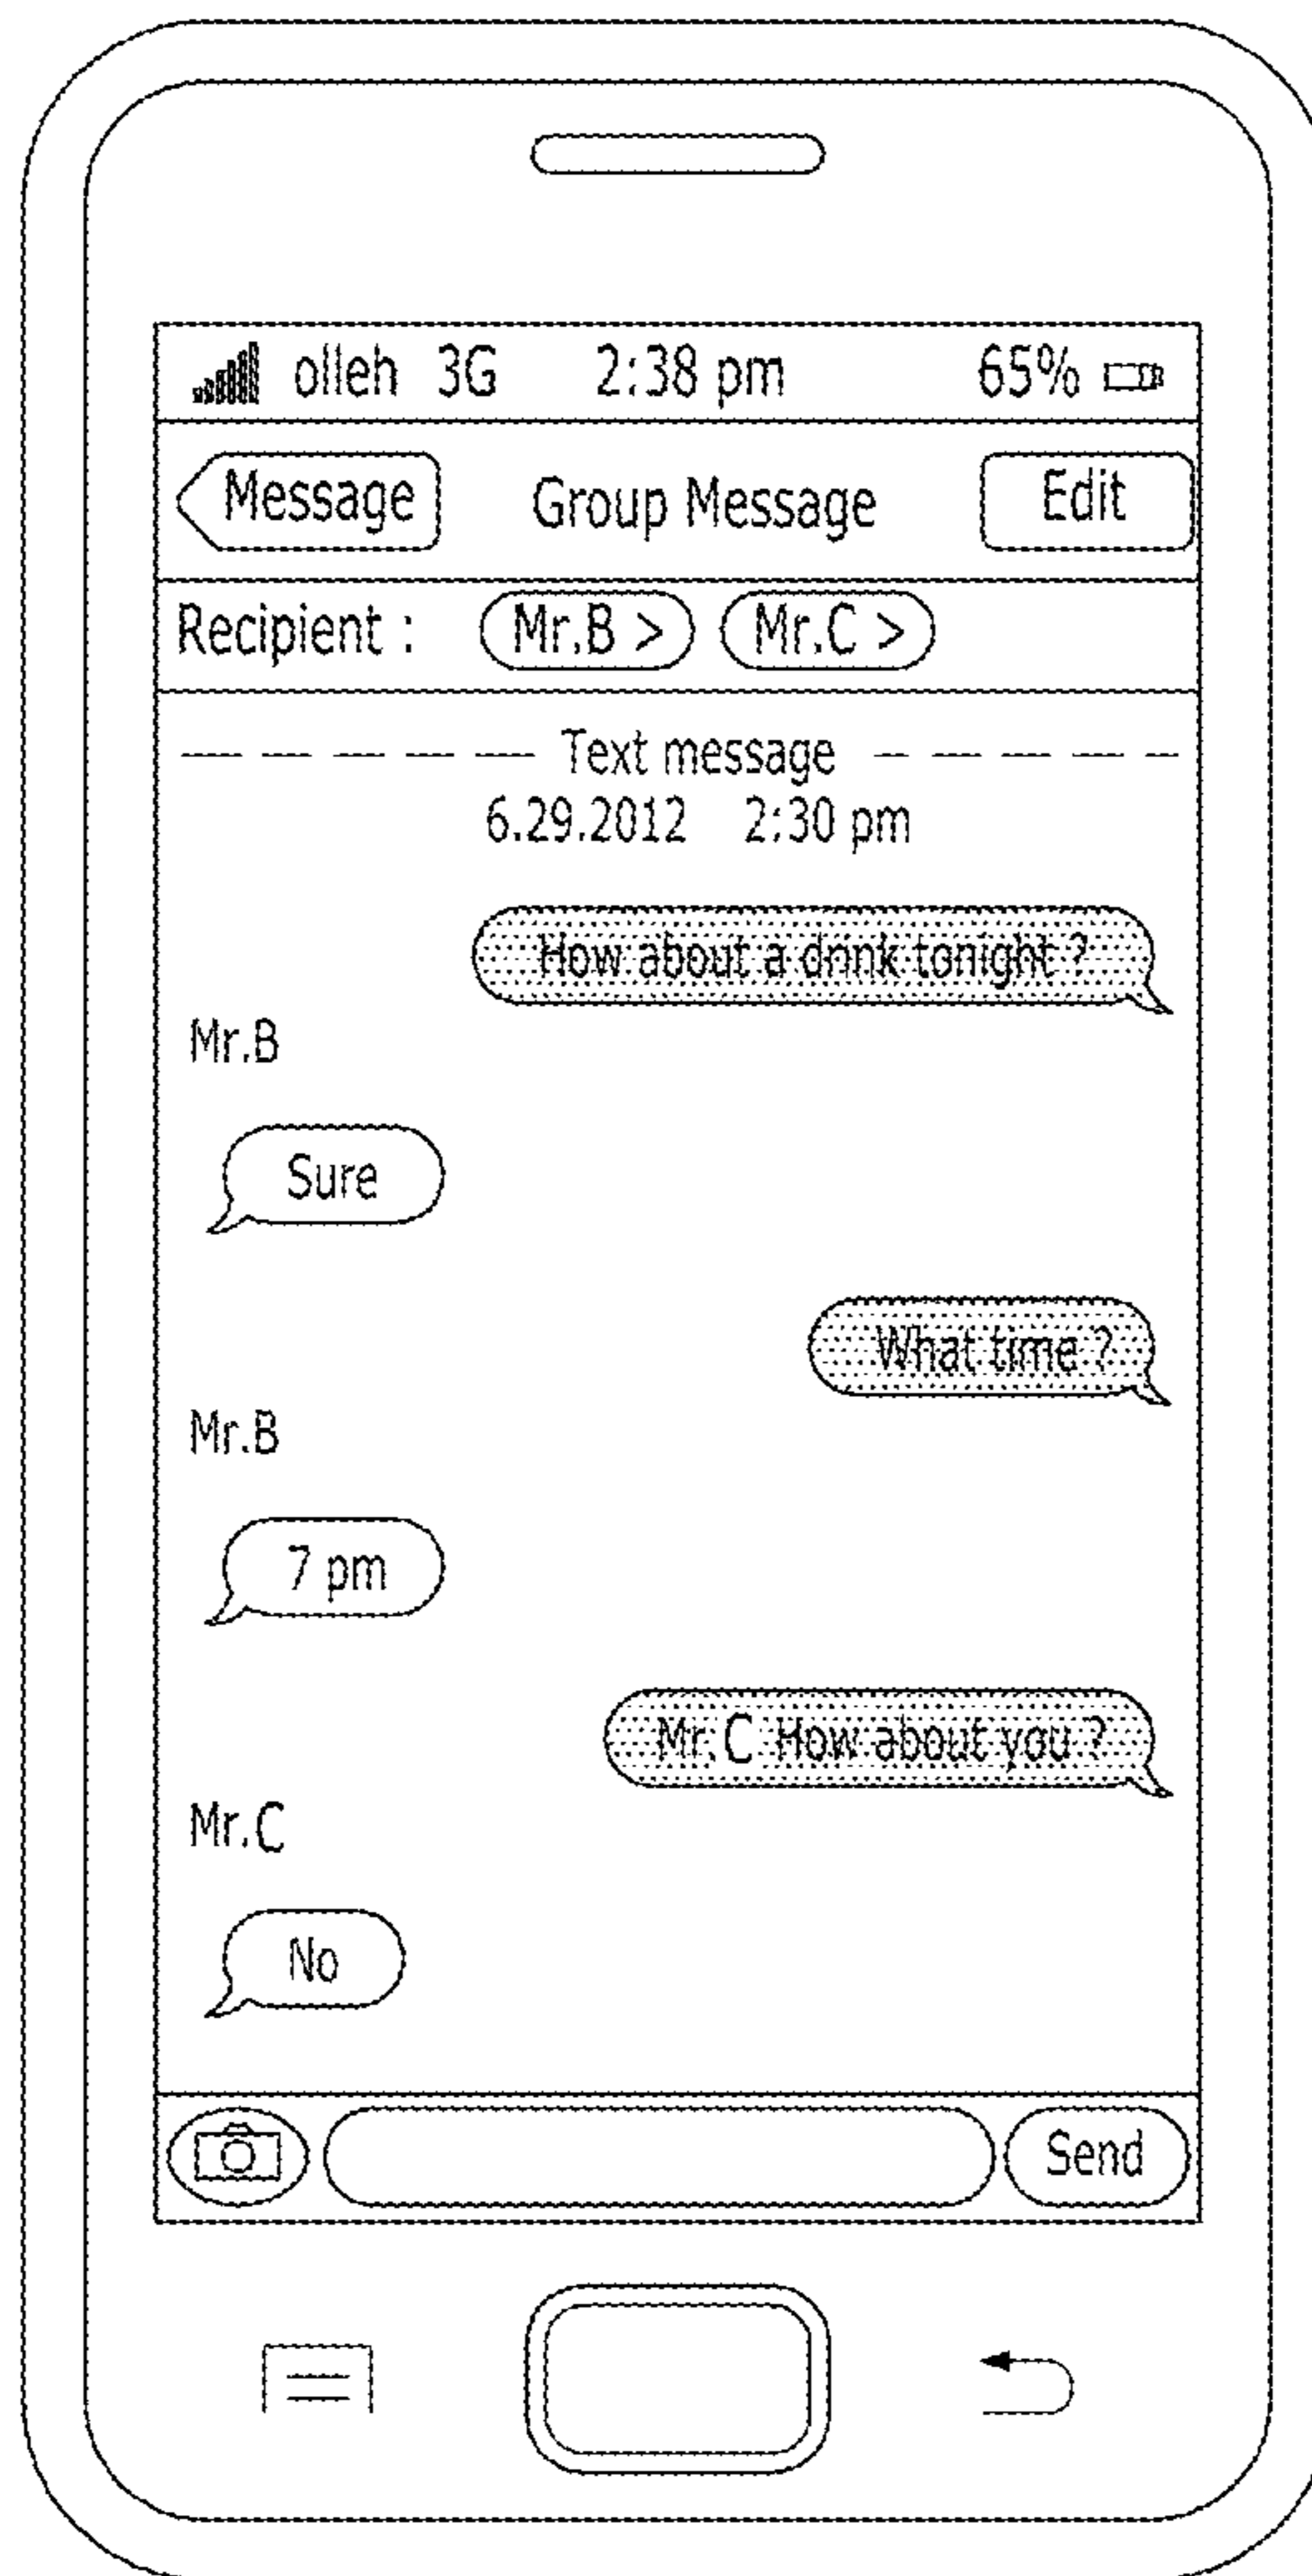 olleh 3G 2:38 pm 65%
Message Group Message Edit
Recipient : Mr.B > Mr.C >
Text message
6.29.2012 2:30 pm
How about a drink tonight ?
Mr.B
Sure
What time ?
Mr.B
7 pm
Mr.C How about you ?
Mr.C
No
Send